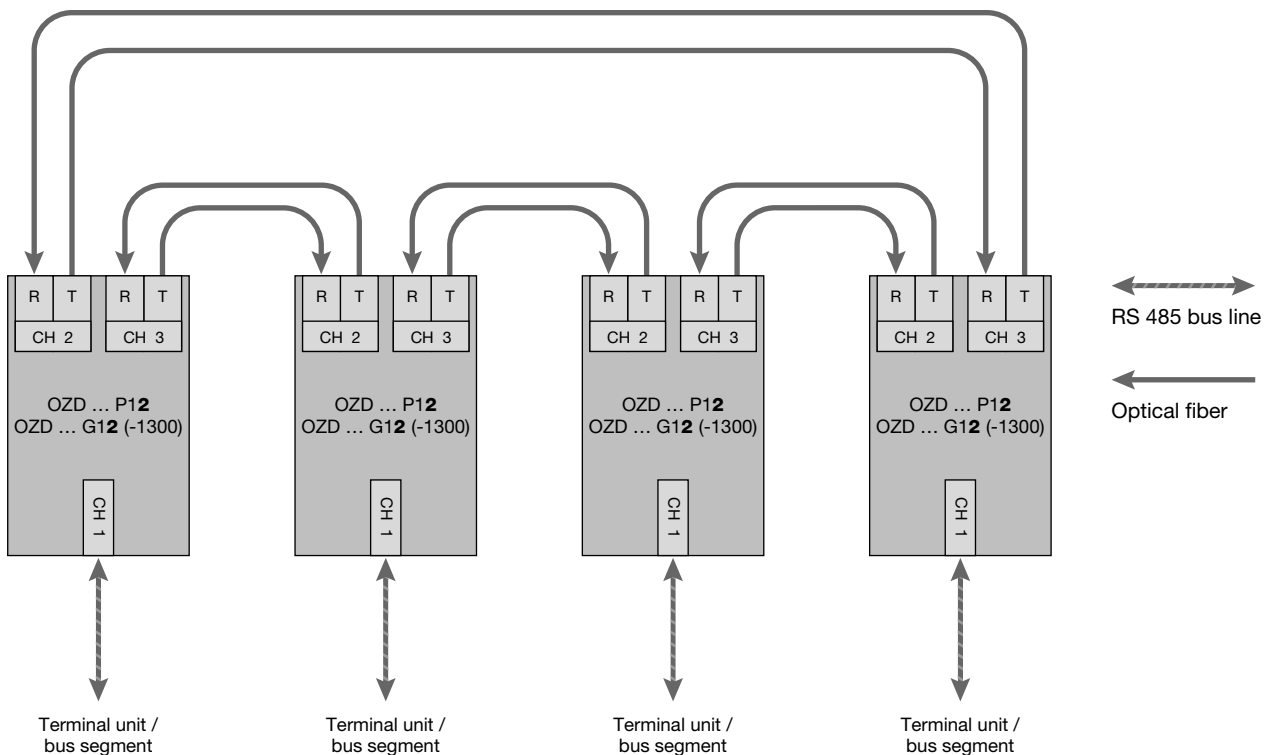 R T R T
CH 2 CH 3
OZD … P12
OZD … G12 (-1300)
CH 1
Terminal unit /
bus segment
R T R T
CH 2 CH 3
OZD … P12
OZD … G12 (-1300)
CH 1
Terminal unit /
bus segment
R T R T
CH 2 CH 3
OZD … P12
OZD … G12 (-1300)
CH 1
Terminal unit /
bus segment
R T R T
CH 2 CH 3
OZD … P12
OZD … G12 (-1300)
CH 1
Terminal unit /
bus segment
RS 485 bus line
Optical fiber